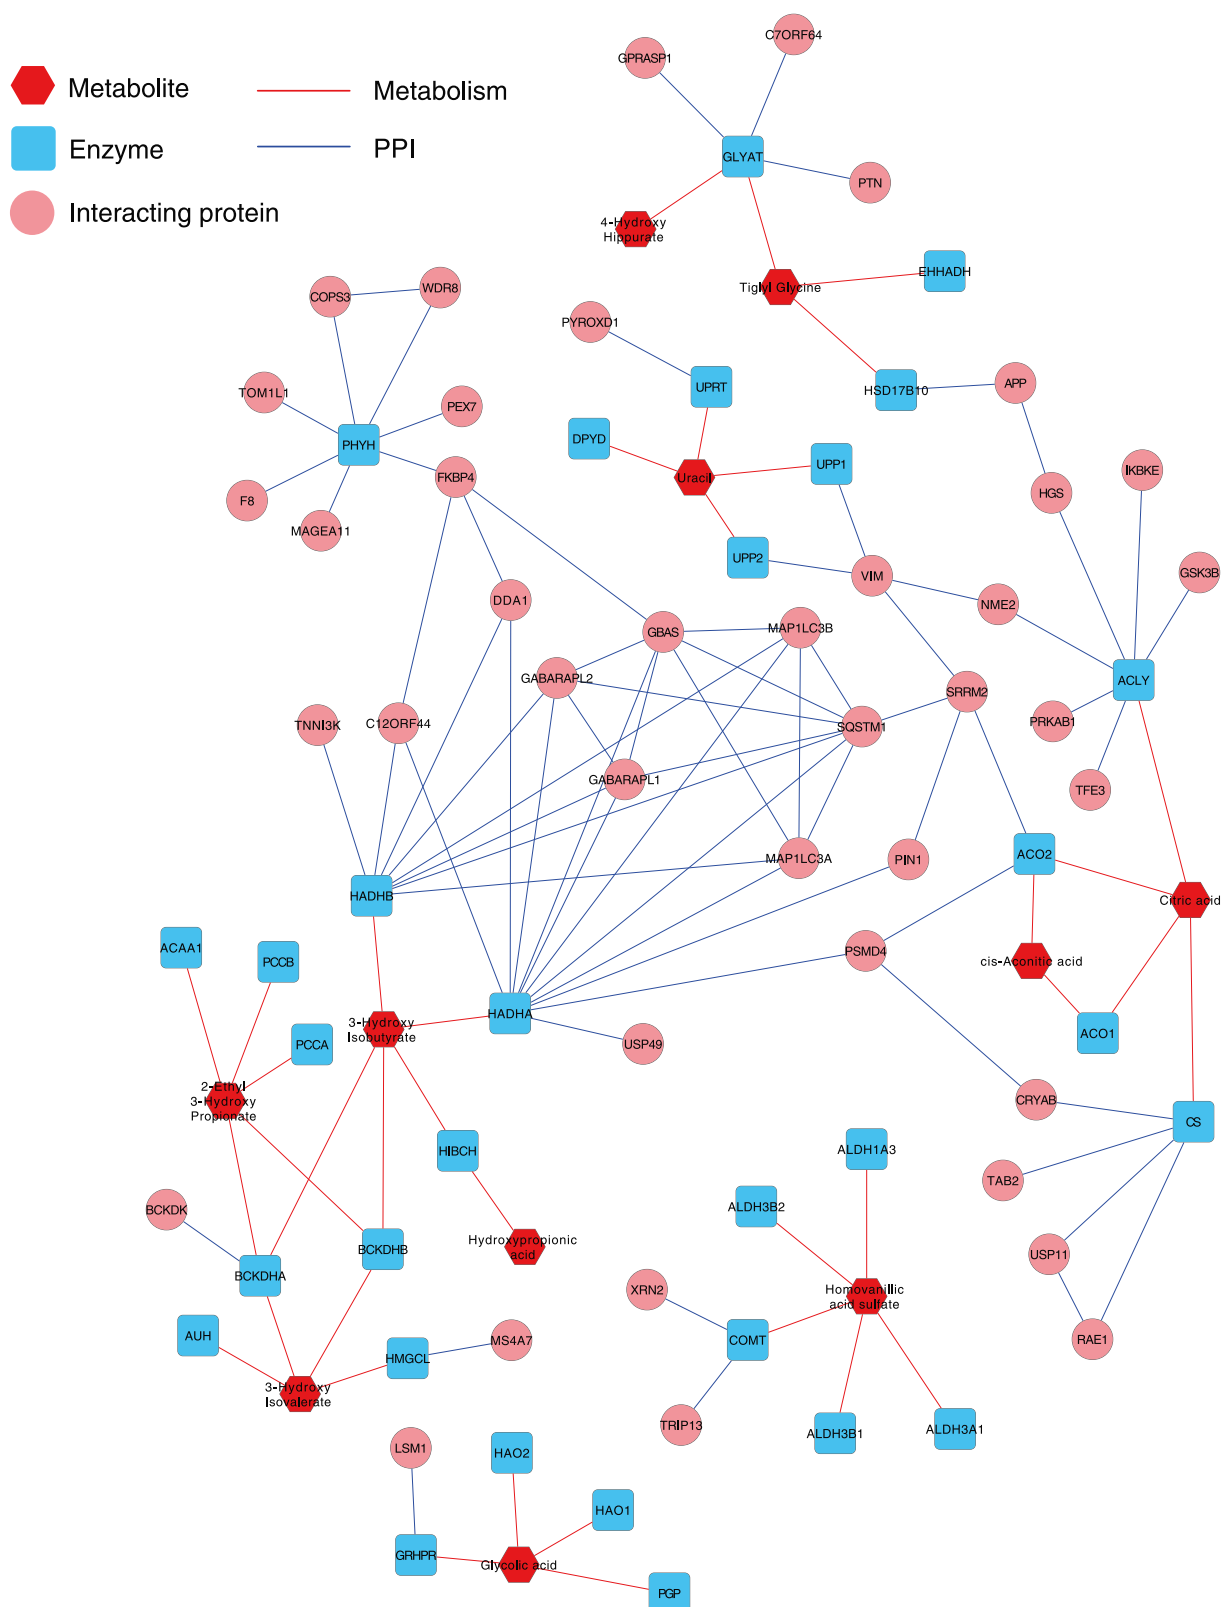 C7ORF64
GPRASP1
Metabolite
Metabolism
Enzyme
PPI
GLYAT
PTN
Interacting protein
4-Hydroxy
Hippurate
EHHADH
Tiglyl Glycine
COPS3
WDR8
PYROXD1
UPRT
HSD17B10
APP
TOM1L1
PEX7
PHYH
DPYD
UPP1
Uracil
FKBP4
IKBKE
HGS
F8
MAGEA11
UPP2
VIM
GSK3B
DDA1
NME2
GBAS
MAP1LC3B
GABARAPL2
ACLY
SRRM2
TNNI3K
C12ORF44
SQSTM1
PRKAB1
GABARAPL1
TFE3
MAP1LC3A
PIN1
ACO2
HADHB
Citric acid
ACAA1
PCCB
PSMD4
cis-Aconitic acid
HADHA
3-Hydroxy
Isobutyrate
PCCA
USP49
ACO1
2-Ethyl
3-Hydroxy
Propionate
CRYAB
CS
HIBCH
ALDH1A3
TAB2
BCKDK
ALDH3B2
Hydroxypropionic
acid
BCKDHB
USP11
BCKDHA
XRN2
Homovanillic
acid sulfate
AUH
MS4A7
COMT
RAE1
HMGCL
3-Hydroxy
Isovalerate
TRIP13
ALDH3B1
ALDH3A1
LSM1
HAO2
HAO1
GRHPR
Glycolic acid
PGP